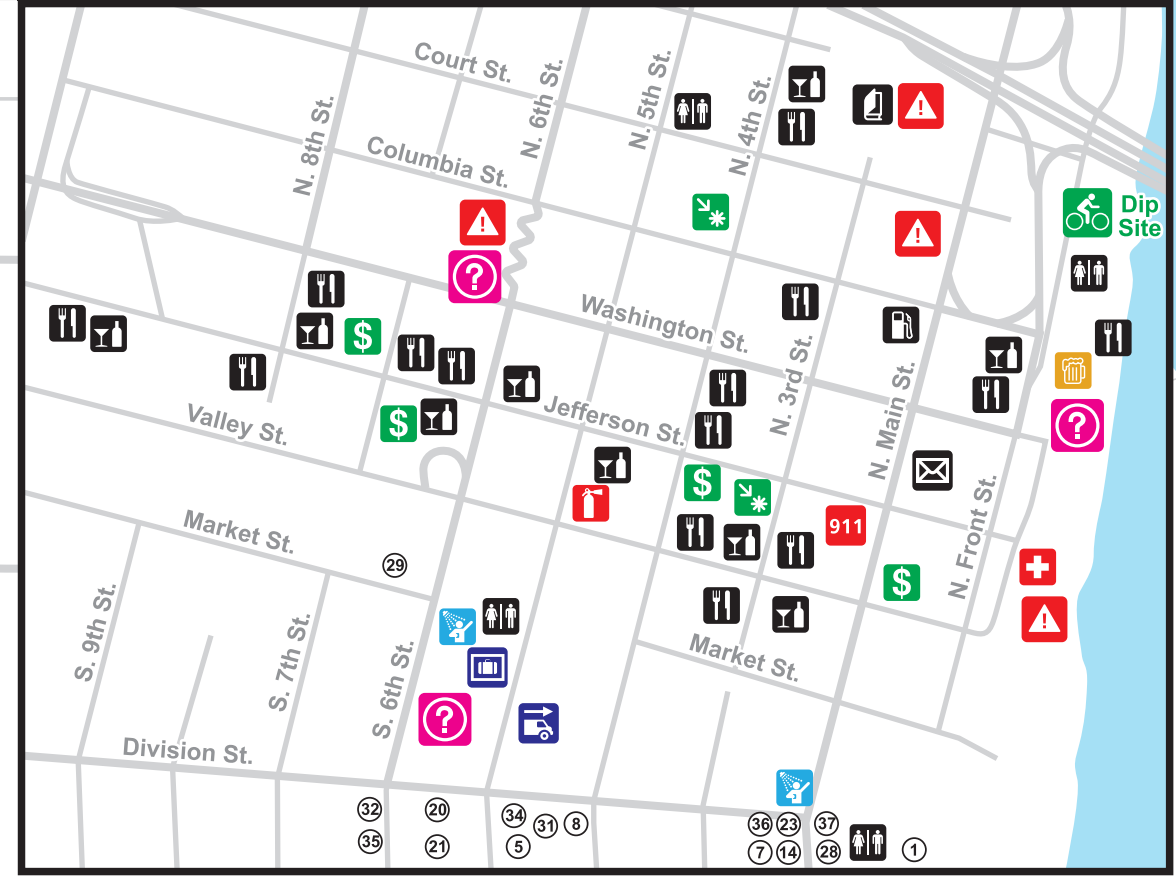 Court St.
N. 6th St.
N. 5th St.
N. 4th St.
N. 8th St.
Columbia St.
!
!
!
Dip
Site
?
Washington St.
$
N. 3rd St.
N. Main St.
Jefferson St.
Valley St.
$
?
$
911
Market St.
N. Front St.
29
$
!
S. 9th St.
S. 7th St.
S. 6th St.
Market St.
?
Division St.
32
20
34
31
8
36
23
37
35
21
5
7
14
28
1